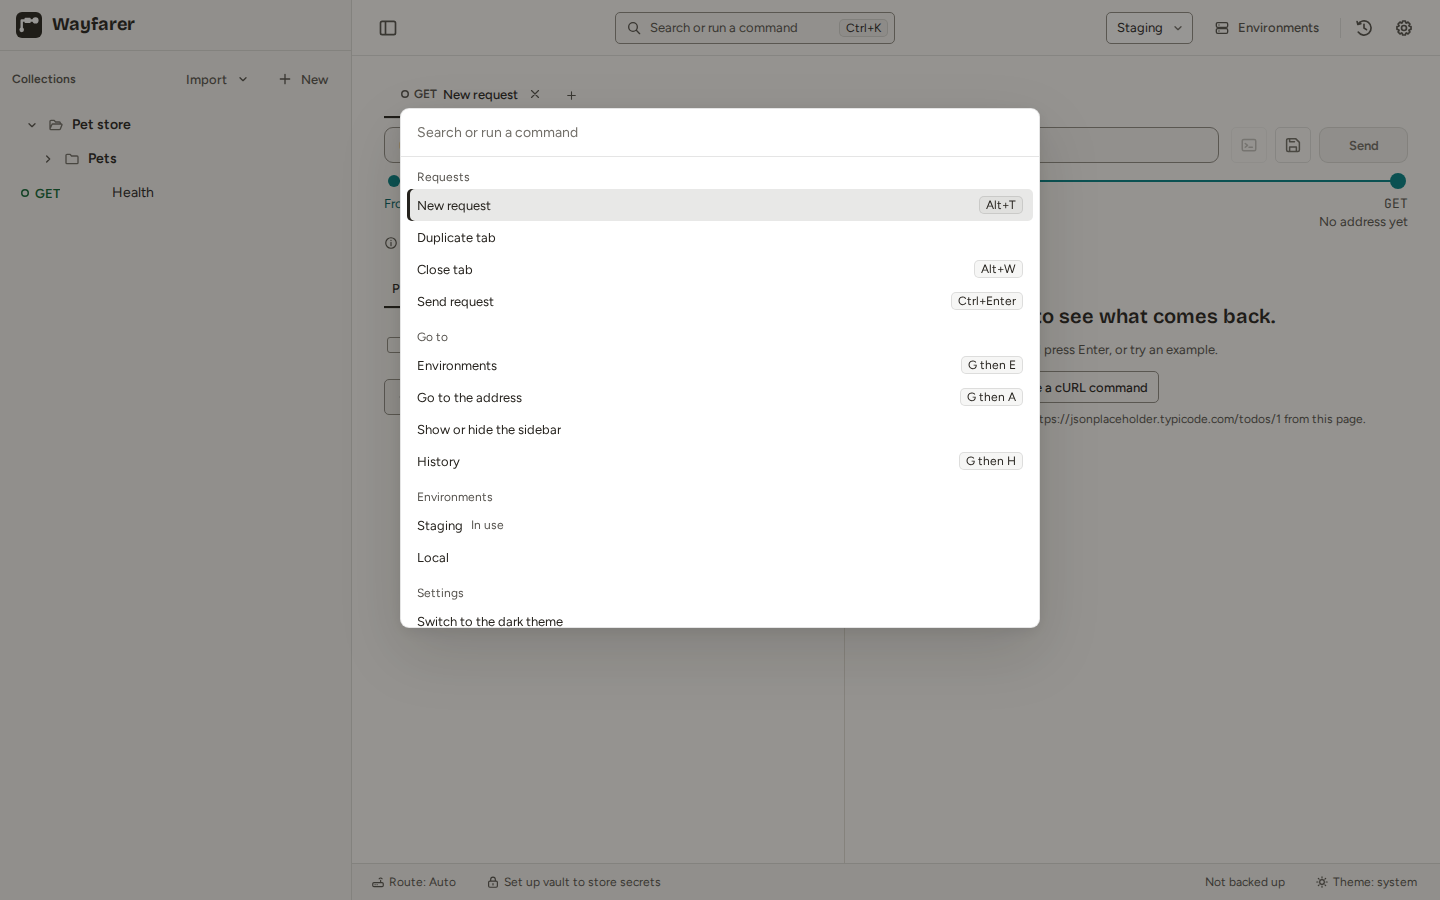 Wayfarer
Search or run a command
Ctrl+K
Staging
Environments
Collections
Import
New
GET New request
Pet store
Pets
GET Health
Send
GET
No address yet
to see what comes back.
press Enter, or try an example.
a cURL command
//jsonplaceholder.typicode.com/todos/1 from this page.
Search or run a command
Requests
New request
Alt+T
Duplicate tab
Close tab
Alt+W
Send request
Ctrl+Enter
Go to
Environments
G then E
Go to the address
G then A
Show or hide the sidebar
History
G then H
Environments
Staging In use
Local
Settings
Switch to the dark theme
Route: Auto
Set up vault to store secrets
Not backed up
Theme: system